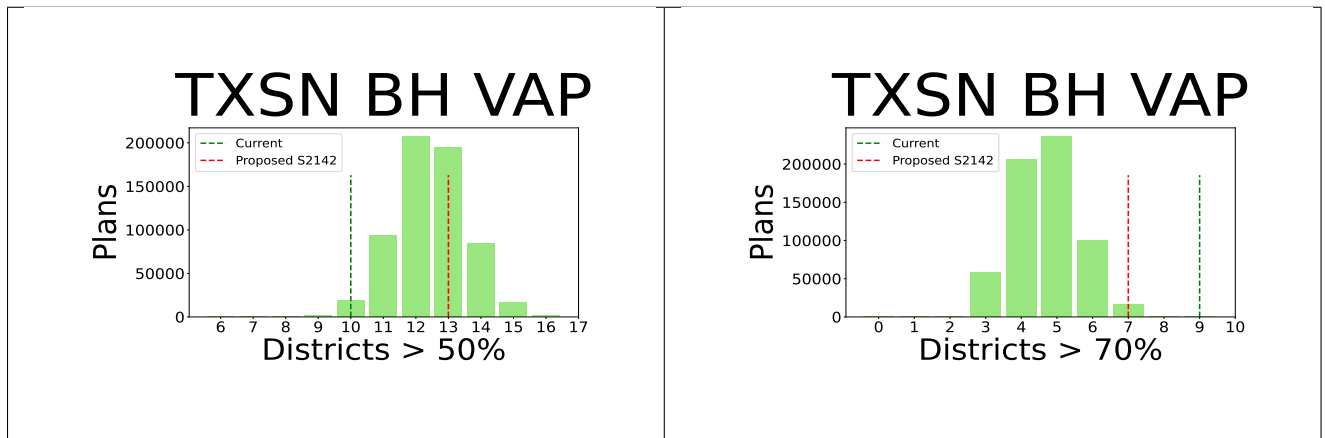 TXSN BH VAP
Current
Proposed S2142
200000
150000
100000
50000
0
Plans
6 7 8 9 10 11 12 13 14 15 16 17
Districts > 50%
TXSN BH VAP
Current
Proposed S2142
200000
150000
100000
50000
0
Plans
0 1 2 3 4 5 6 7 8 9 10
Districts > 70%